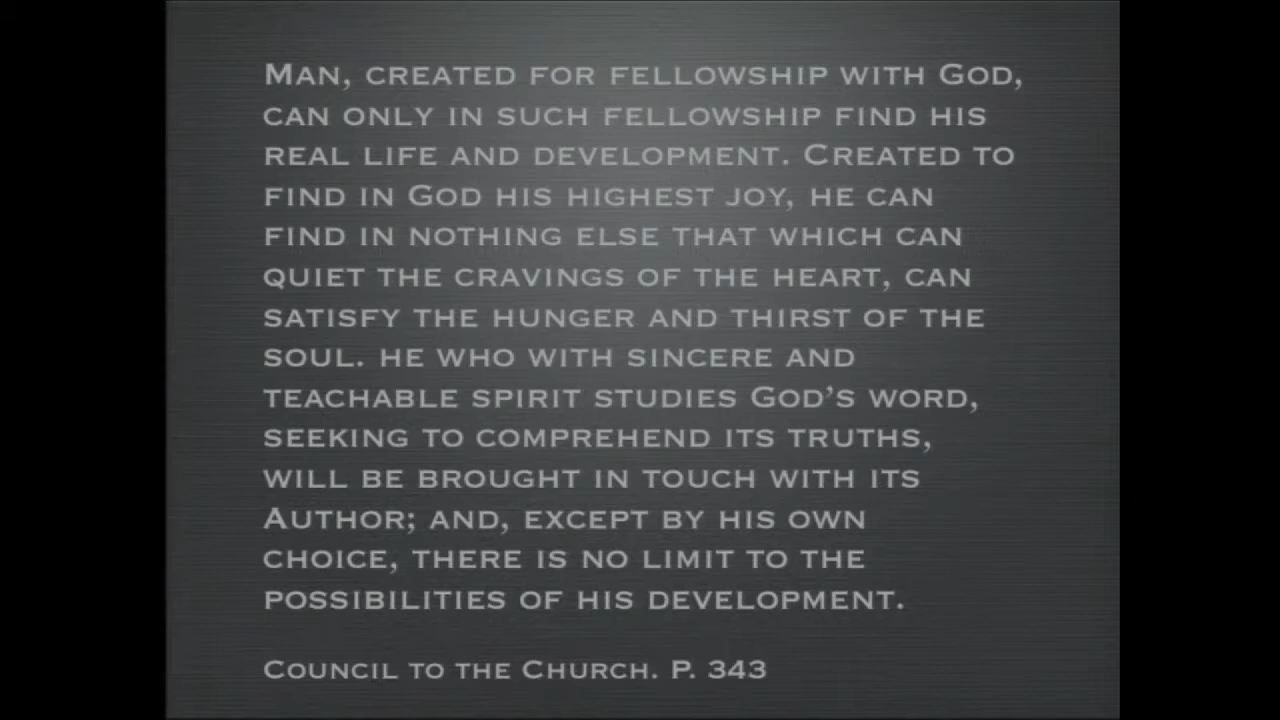 Man, created for fellowship with God,
can only in such fellowship find his
real life and development. Created to
find in God his highest joy, he can
find in nothing else that which can
quiet the cravings of the heart, can
satisfy the hunger and thirst of the
soul. He who with sincere and
teachable spirit studies God’s word,
seeking to comprehend its truths,
will be brought in touch with its
Author; and, except by his own
choice, there is no limit to the
possibilities of his development.
Council to the Church. P. 343